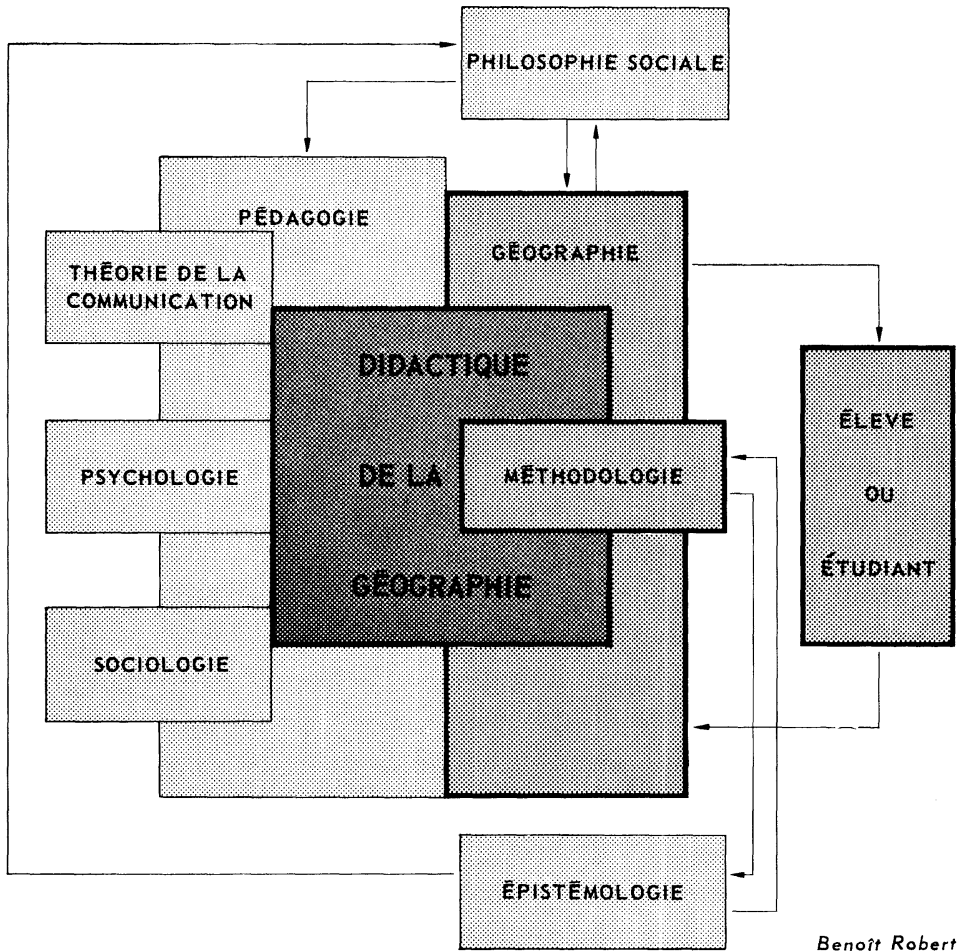 PHILOSOPHIE SOCIALE
PÉDAGOGIE
GÉOGRAPHIE
THÉORIE DE LA
COMMUNICATION
DIDACTIQUE
ÉLEVE
PSYCHOLOGIE
DE LA
MÉTHODOLOGIE
OU
GÉOGRAPHIE
ÉTUDIANT
SOCIOLOGIE
ÉPISTÉMOLOGIE
Benoît Robert